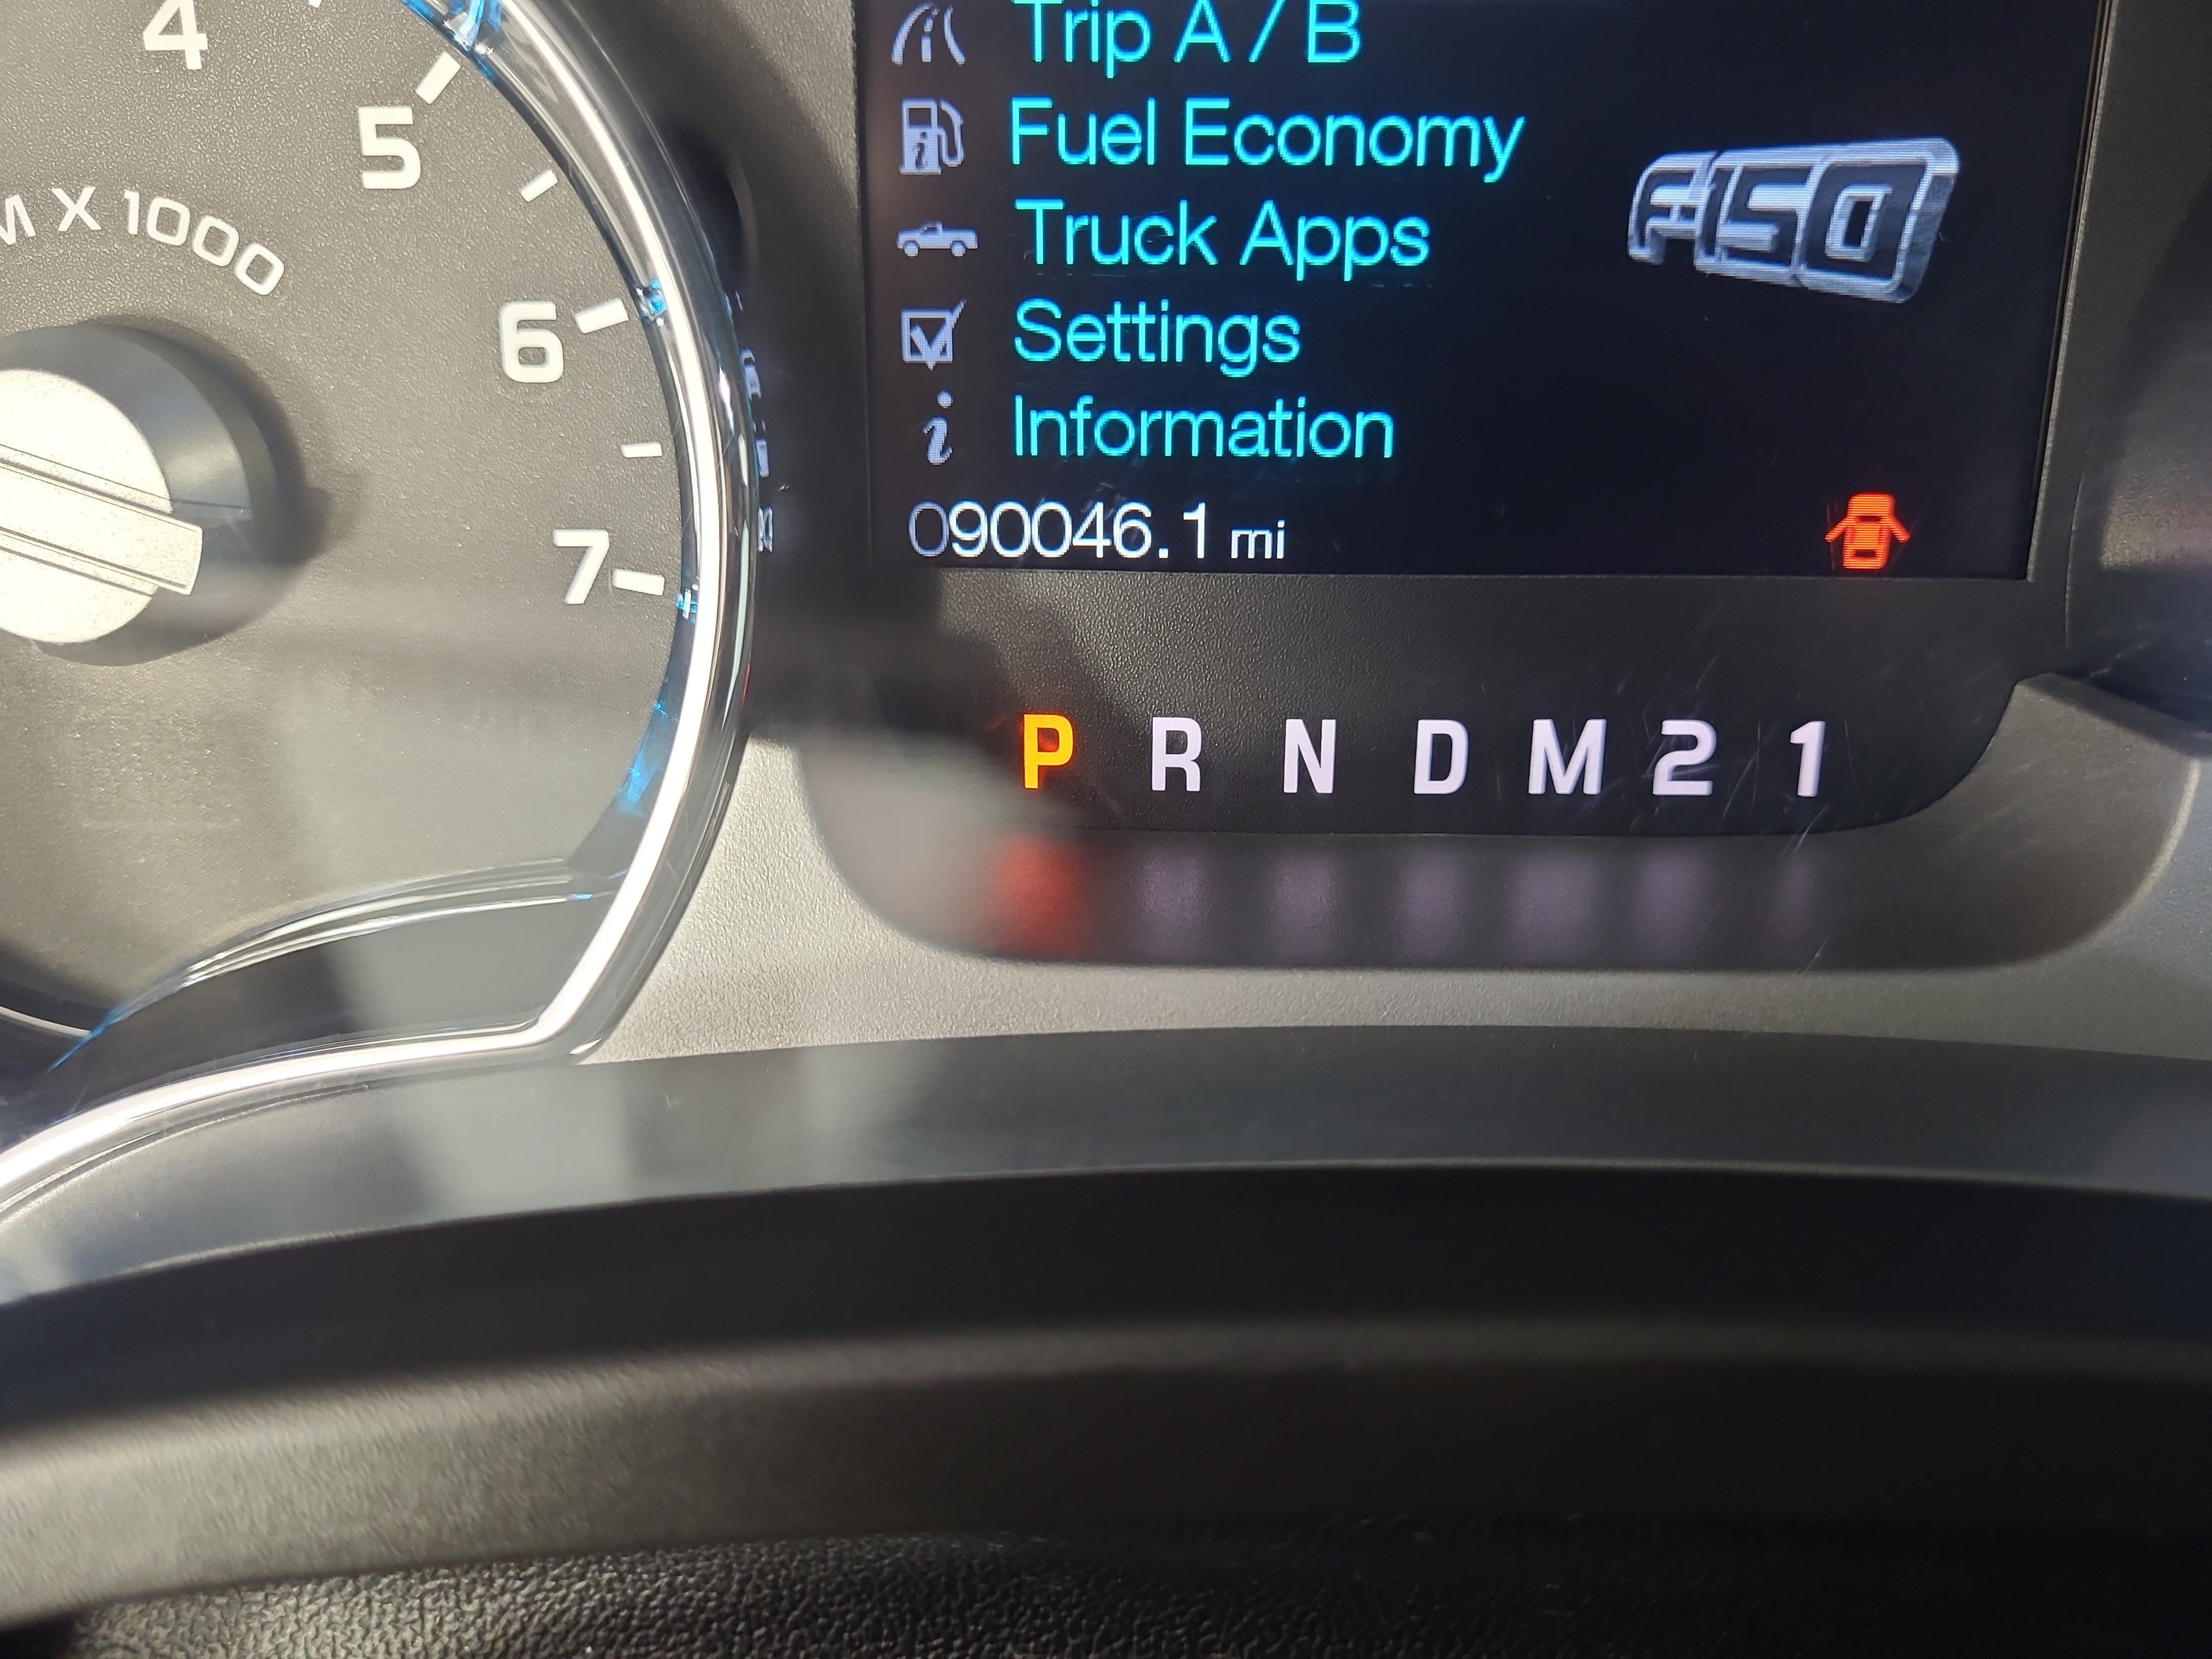 4
5
M X 1000
6
7
Trip A / B
Fuel Economy
Truck Apps
Settings
Information
F-150
090046.1 mi
P R N D M 2 1